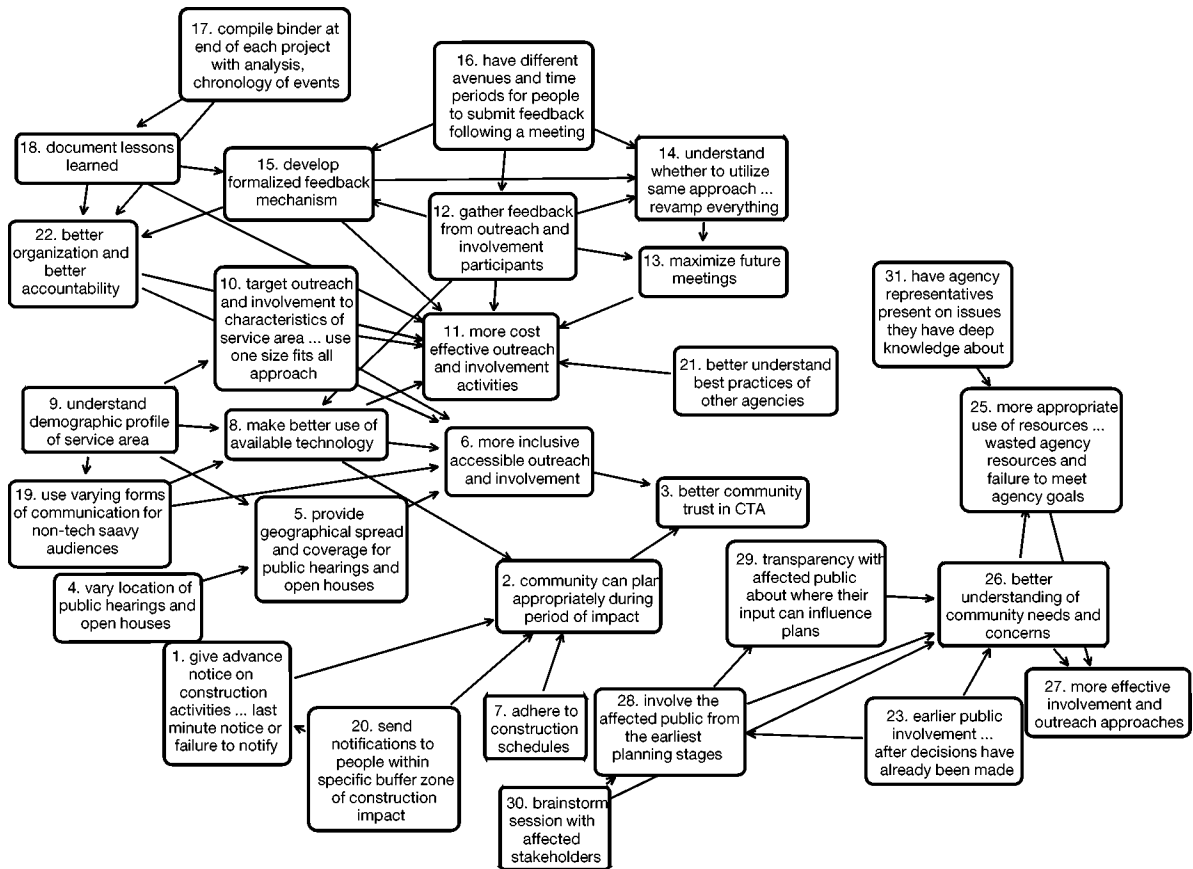 17. compile binder at
end of each project
with analysis,
chronology of events
16. have different
avenues and time
periods for people
to submit feedback
following a meeting
18. document lessons
learned
15. develop
formalized feedback
mechanism
14. understand
whether to utilize
same approach ...
revamp everything
12. gather feedback
from outreach and
involvement
participants
22. better
organization and
better
accountability
13. maximize future
meetings
10. target outreach
and involvement to
characteristics of
service area ... use
one size fits all
approach
31. have agency
representatives
present on issues
they have deep
knowledge about
11. more cost
effective outreach
and involvement
activities
21. better understand
best practices of
other agencies
9. understand
demographic profile
of service area
8. make better use of
available technology
25. more appropriate
use of resources ...
wasted agency
resources and
failure to meet
agency goals
6. more inclusive
accessible outreach
and involvement
19. use varying forms
of communication for
non-tech saavy
audiences
5. provide
geographical spread
and coverage for
public hearings and
open houses
3. better community
trust in CTA
4. vary location of
public hearings and
open houses
2. community can plan
appropriately during
period of impact
29. transparency with
affected public
about where their
input can influence
plans
26. better
understanding of
community needs and
concerns
1. give advance
notice on
construction
activities ... last
minute notice or
failure to notify
27. more effective
involvement and
outreach approaches
20. send
notifications to
people within
specific buffer zone
of construction
impact
7. adhere to
construction
schedules
28. involve the
affected public from
the earliest
planning stages
23. earlier public
involvement ...
after decisions have
already been made
30. brainstorm
session with
affected
stakeholders